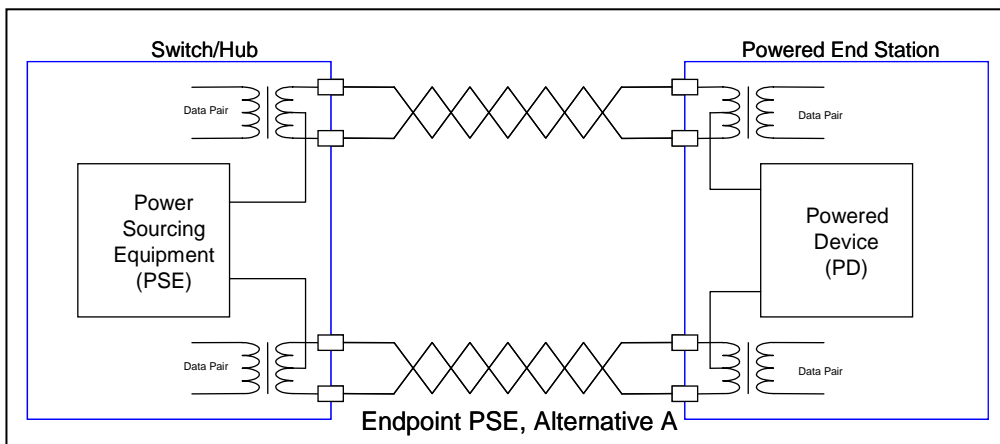 Switch/Hub
Powered End Station
Data Pair
Data Pair
Power
Sourcing
Equipment
(PSE)
Powered
Device
(PD)
Data Pair
Data Pair
Endpoint PSE, Alternative A